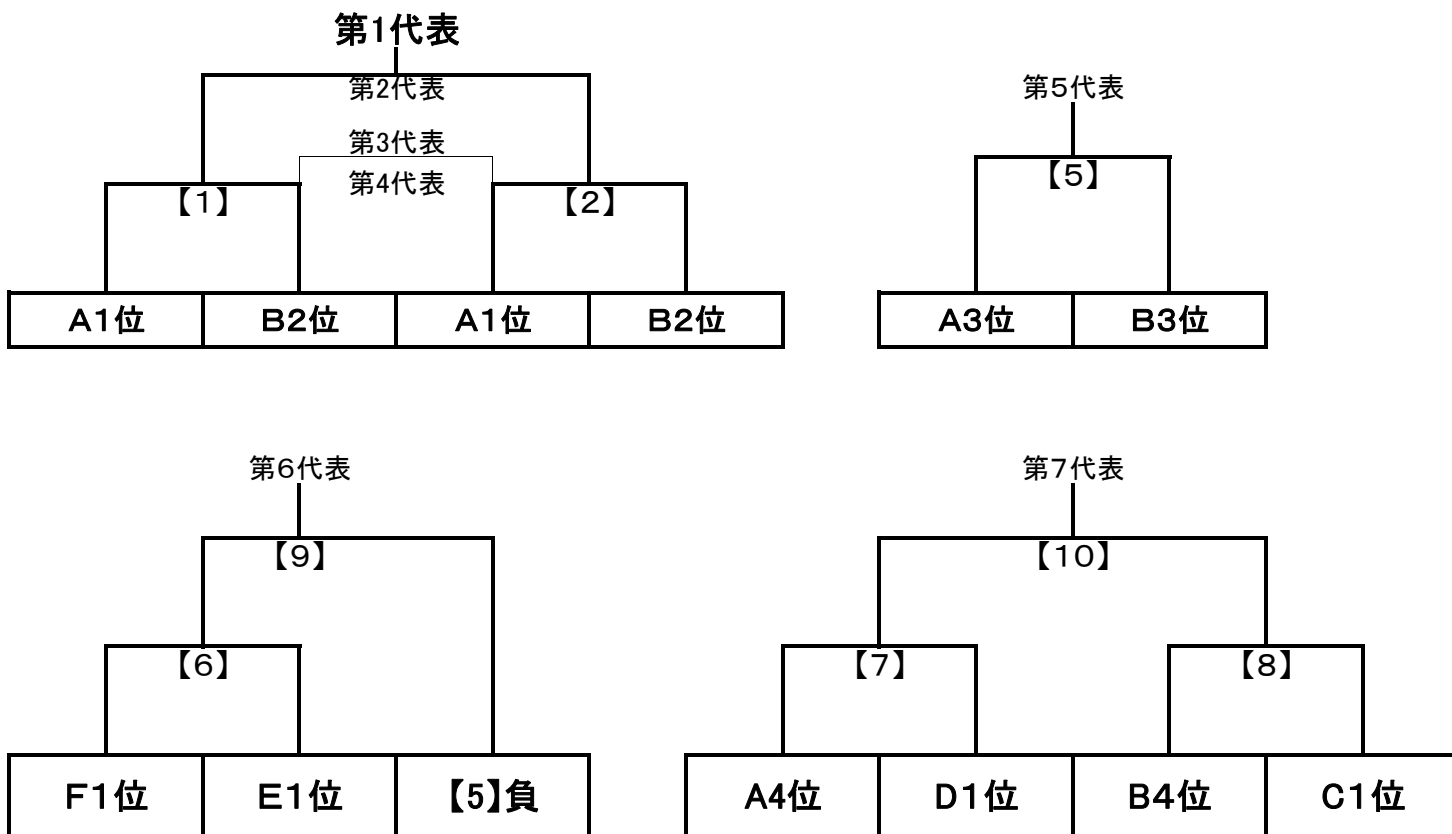 第1代表
第2代表
第5代表
第3代表
第4代表
【5】
【1】
【2】
A1位 B2位 A1位 B2位
A3位 B3位
第6代表
第7代表
【9】
【10】
【6】
【7】
【8】
F1位 E1位 【5】負
A4位 D1位 B4位 C1位